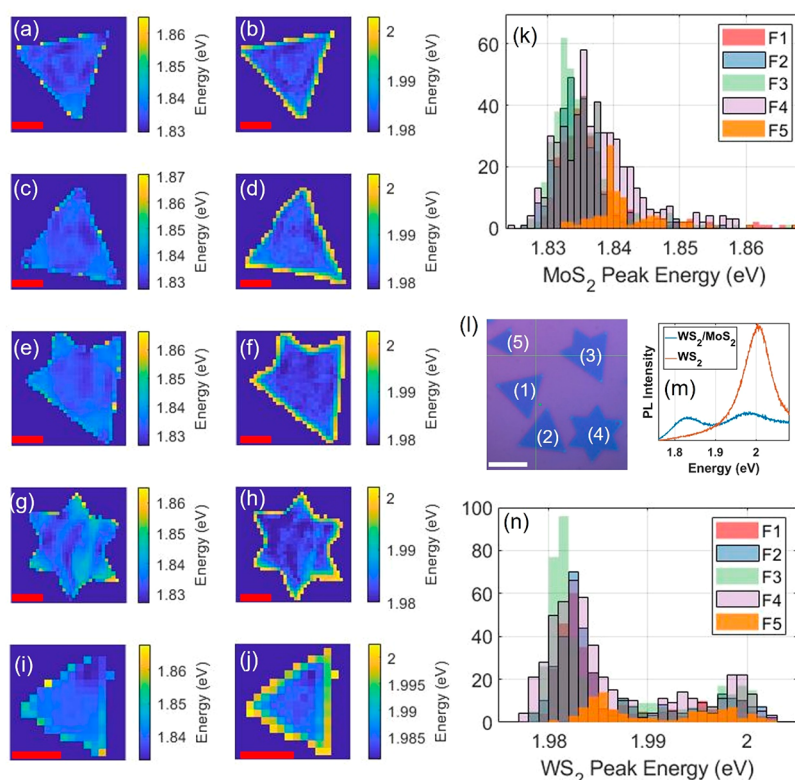 (a)
1.86
1.85
1.84
1.83
Energy (eV)
(b)
2
1.99
1.98
Energy (eV)
(c)
1.87
1.86
1.85
1.84
1.83
Energy (eV)
(d)
2
1.99
1.98
Energy (eV)
(e)
1.86
1.85
1.84
1.83
Energy (eV)
(f)
2
1.99
1.98
Energy (eV)
(g)
1.86
1.85
1.84
1.83
Energy (eV)
(h)
2
1.99
1.98
Energy (eV)
(i)
1.86
1.85
1.84
Energy (eV)
(j)
2
1.995
1.99
1.985
Energy (eV)
(k)
60
40
20
0
F1
F2
F3
F4
F5
1.83 1.84 1.85 1.86
MoS2 Peak Energy (eV)
(l)
(5)
(3)
(1)
(2)
(4)
(m)
WS2/MoS2
WS2
PL Intensity
1.8 1.9 2
Energy (eV)
(n)
100
80
60
40
20
0
F1
F2
F3
F4
F5
1.98 1.99 2
WS2 Peak Energy (eV)